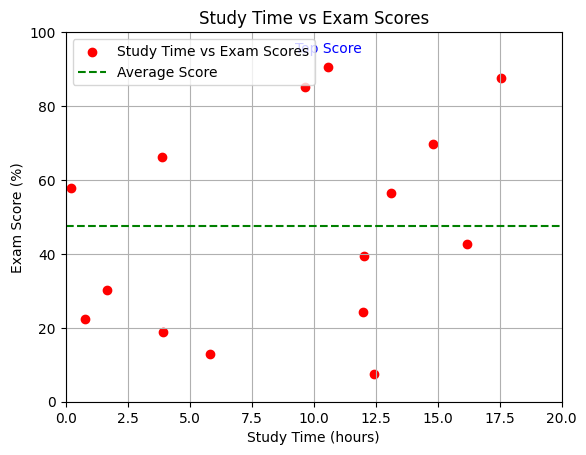 Study Time vs Exam Scores
Study Time vs Exam Scores
Top Score
Average Score
100
80
60
40
20
0
Exam Score (%)
0.0 2.5 5.0 7.5 10.0 12.5 15.0 17.5 20.0
Study Time (hours)